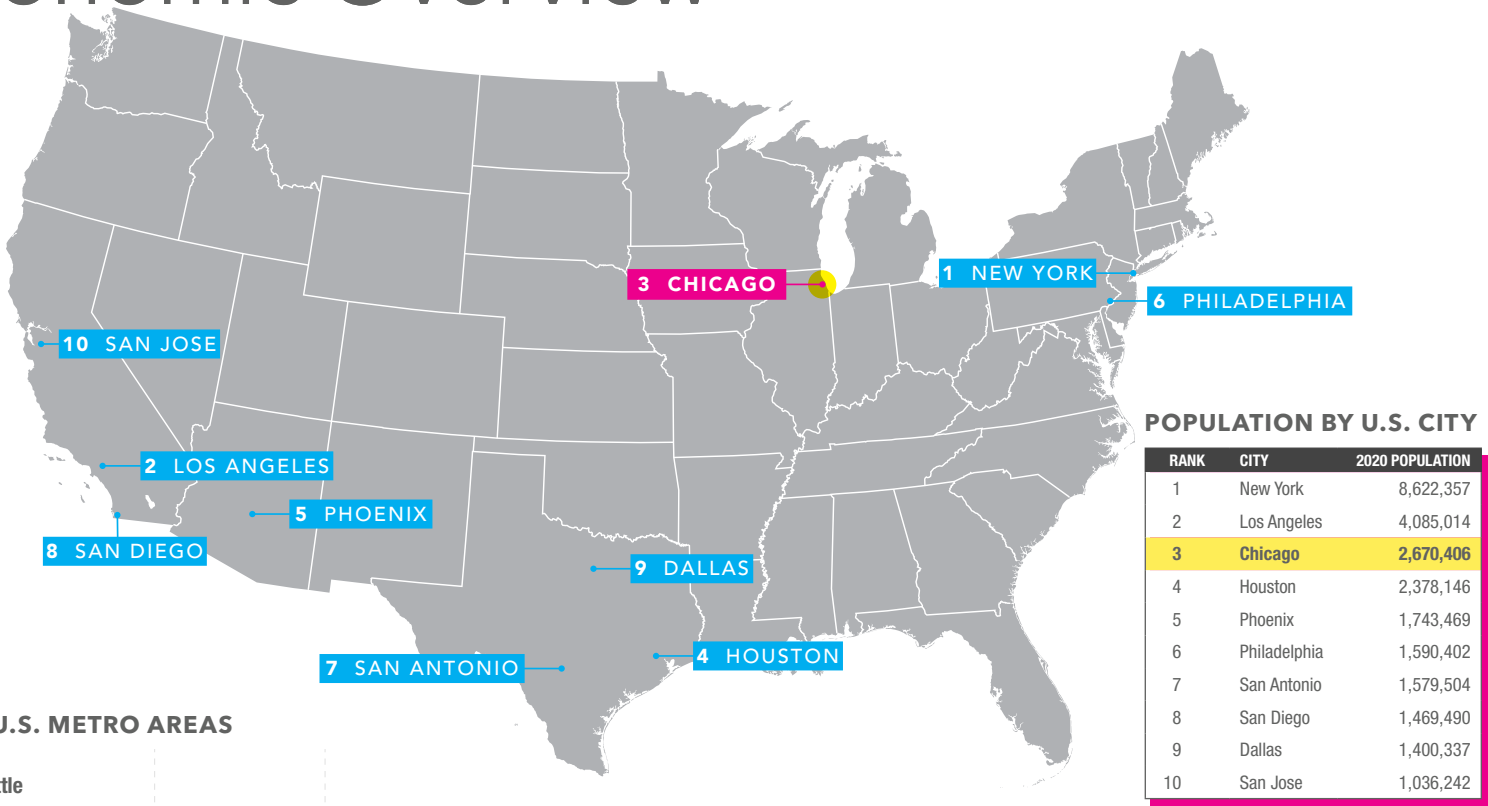 Overview
3 CHICAGO
1 NEW YORK
6 PHILADELPHIA
10 SAN JOSE
2 LOS ANGELES
5 PHOENIX
8 SAN DIEGO
9 DALLAS
4 HOUSTON
7 SAN ANTONIO
POPULATION BY U.S. CITY
RANK CITY 2020 POPULATION
1 New York 8,622,357
2 Los Angeles 4,085,014
3 Chicago 2,670,406
4 Houston 2,378,146
5 Phoenix 1,743,469
6 Philadelphia 1,590,402
7 San Antonio 1,579,504
8 San Diego 1,469,490
9 Dallas 1,400,337
10 San Jose 1,036,242
U.S. METRO AREAS